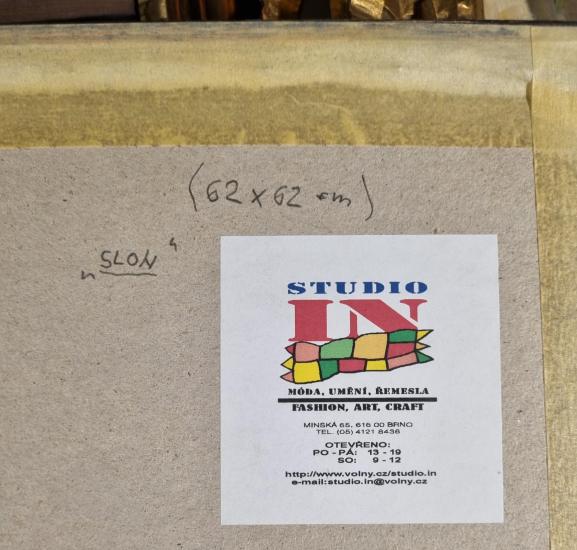 (62 x 62 cm)
„SLON“
STUDIO
IN
MÓDA, UMĚNÍ, ŘEMESLA
FASHION, ART, CRAFT
MINSKÁ 65, 616 00 BRNO
TEL. (05) 4121 8436
OTEVŘENO:
PO - PÁ: 13 - 19
SO: 9 - 12
http://www.volny.cz/studio.in
e-mail:studio.in@volny.cz